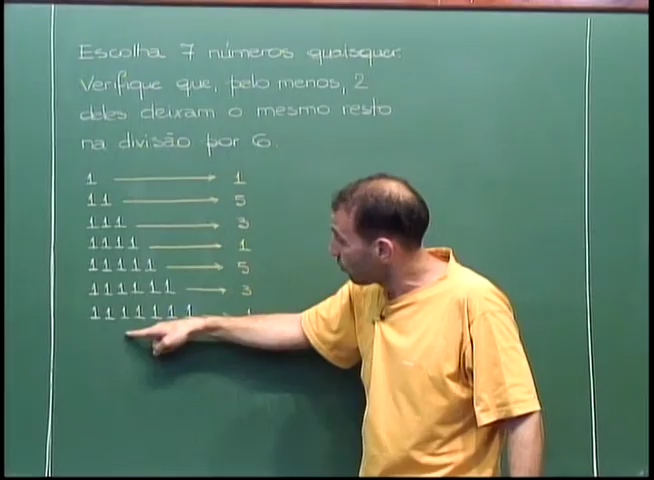 Escolha 7 números quaisquer.
Verifique que, pelo menos, 2
deles deixam o mesmo resto
na divisão por 6.
1 → 1
11 → 5
111 → 3
1111 → 1
11111 → 5
111111 → 3
1111111 1